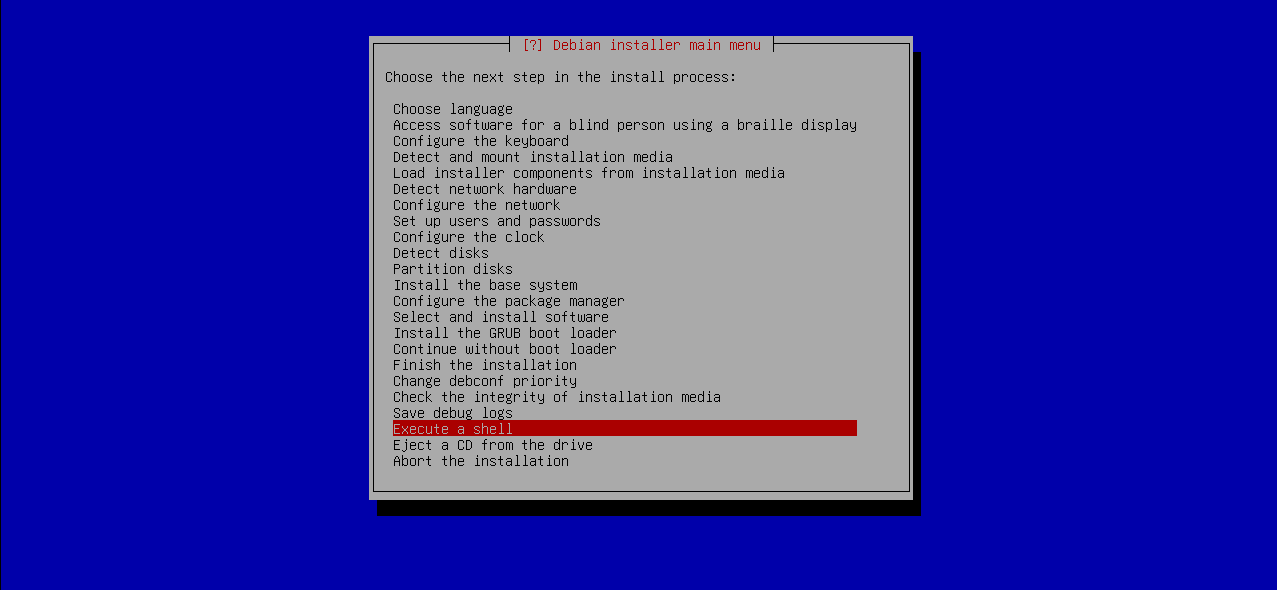 [?] Debian installer main menu
Choose the next step in the install process:
Choose language
Access software for a blind person using a braille display
Configure the keyboard
Detect and mount installation media
Load installer components from installation media
Detect network hardware
Configure the network
Set up users and passwords
Configure the clock
Detect disks
Partition disks
Install the base system
Configure the package manager
Select and install software
Install the GRUB boot loader
Continue without boot loader
Finish the installation
Change debconf priority
Check the integrity of installation media
Save debug logs
Execute a shell
Eject a CD from the drive
Abort the installation